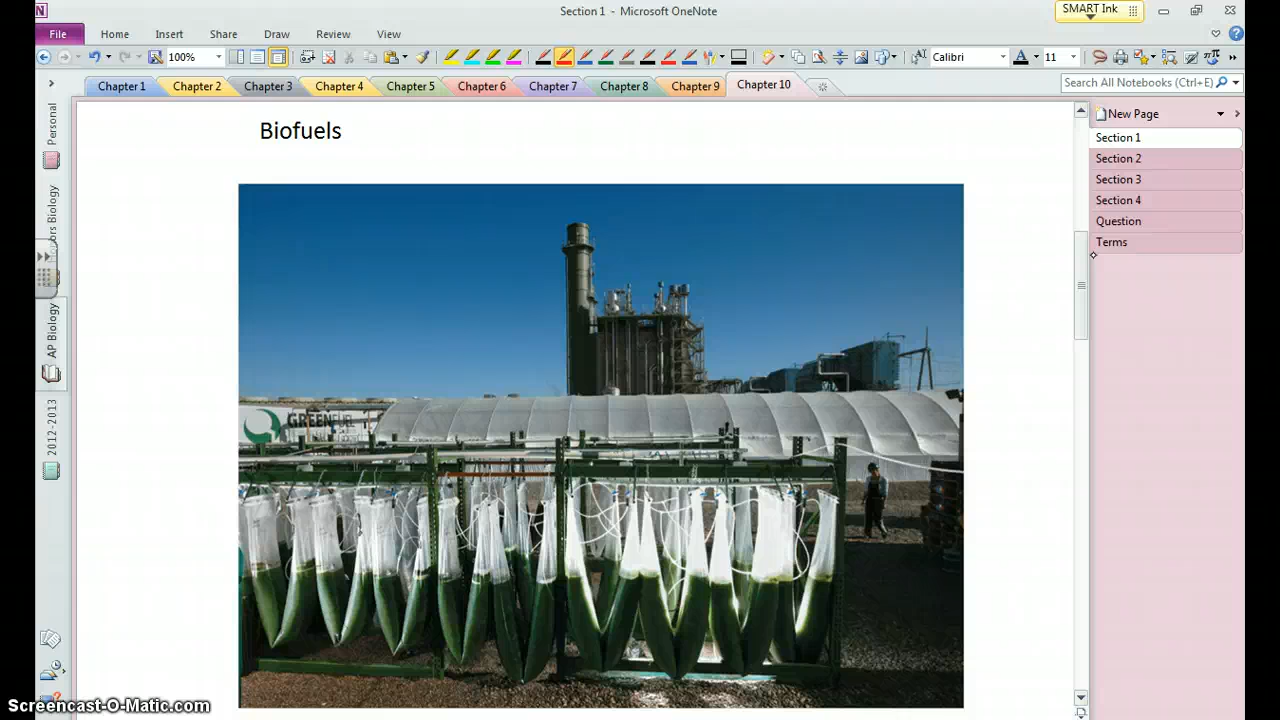 Section 1 - Microsoft OneNote
SMART Ink
File Home Insert Share Draw Review View
100% Calibri 11
Chapter 1 Chapter 2 Chapter 3 Chapter 4 Chapter 5 Chapter 6 Chapter 7 Chapter 8 Chapter 9 Chapter 10
Search All Notebooks (Ctrl+E)
New Page
Section 1
Section 2
Section 3
Section 4
Question
Terms
Personal
Biology
AP Biology
2012-2013
Biofuels
GREENFUEL
Screencast-O-Matic.com